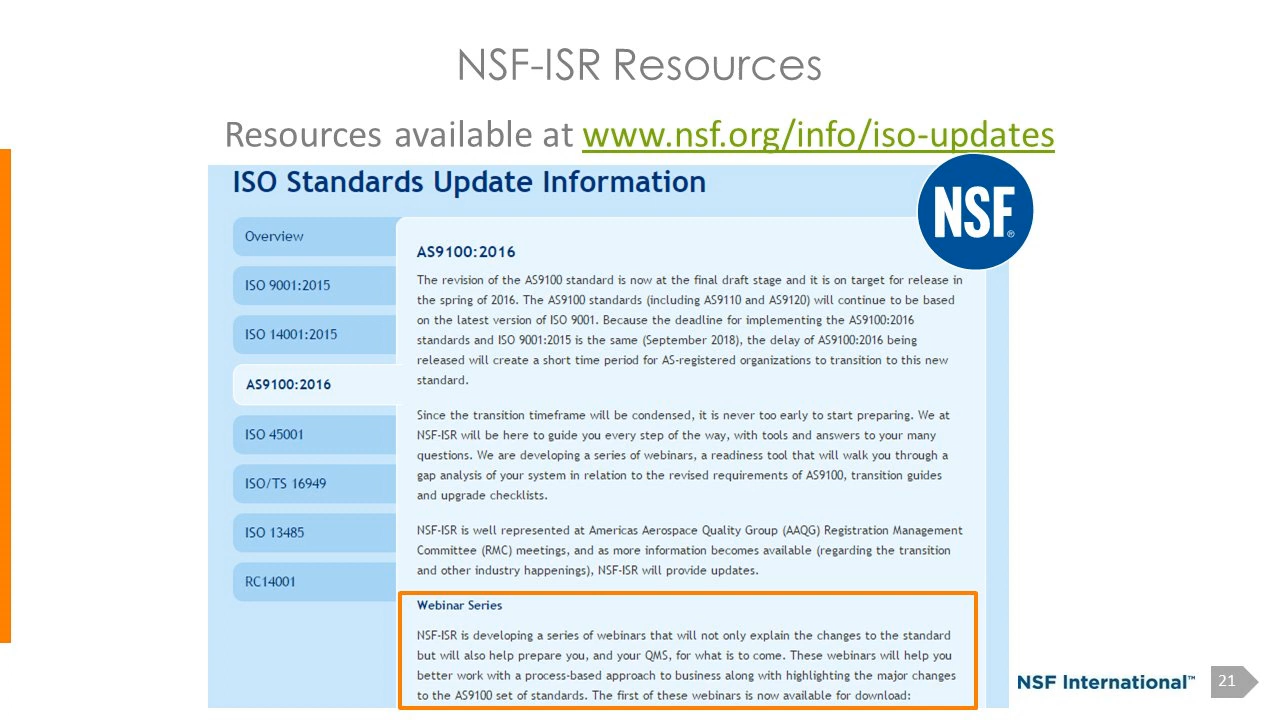 NSF-ISR Resources
Resources available at www.nsf.org/info/iso-updates
ISO Standards Update Information
NSF®
Overview
ISO 9001:2015
ISO 14001:2015
AS9100:2016
ISO 45001
ISO/TS 16949
ISO 13485
RC14001
AS9100:2016
The revision of the AS9100 standard is now at the final draft stage and it is on target for release in
the spring of 2016. The AS9100 standards (including AS9110 and AS9120) will continue to be based
on the latest version of ISO 9001. Because the deadline for implementing the AS9100:2016
standards and ISO 9001:2015 is the same (September 2018), the delay of AS9100:2016 being
released will create a short time period for AS-registered organizations to transition to this new
standard.
Since the transition timeframe will be condensed, it is never too early to start preparing. We at
NSF-ISR will be here to guide you every step of the way, with tools and answers to your many
questions. We are developing a series of webinars, a readiness tool that will walk you through a
gap analysis of your system in relation to the revised requirements of AS9100, transition guides
and upgrade checklists.
NSF-ISR is well represented at Americas Aerospace Quality Group (AAQG) Registration Management
Committee (RMC) meetings, and as more information becomes available (regarding the transition
and other industry happenings), NSF-ISR will provide updates.
Webinar Series
NSF-ISR is developing a series of webinars that will not only explain the changes to the standard
but will also help prepare you, and your QMS, for what is to come. These webinars will help you
better work with a process-based approach to business along with highlighting the major changes
to the AS9100 set of standards. The first of these webinars is now available for download:
NSF International™
21